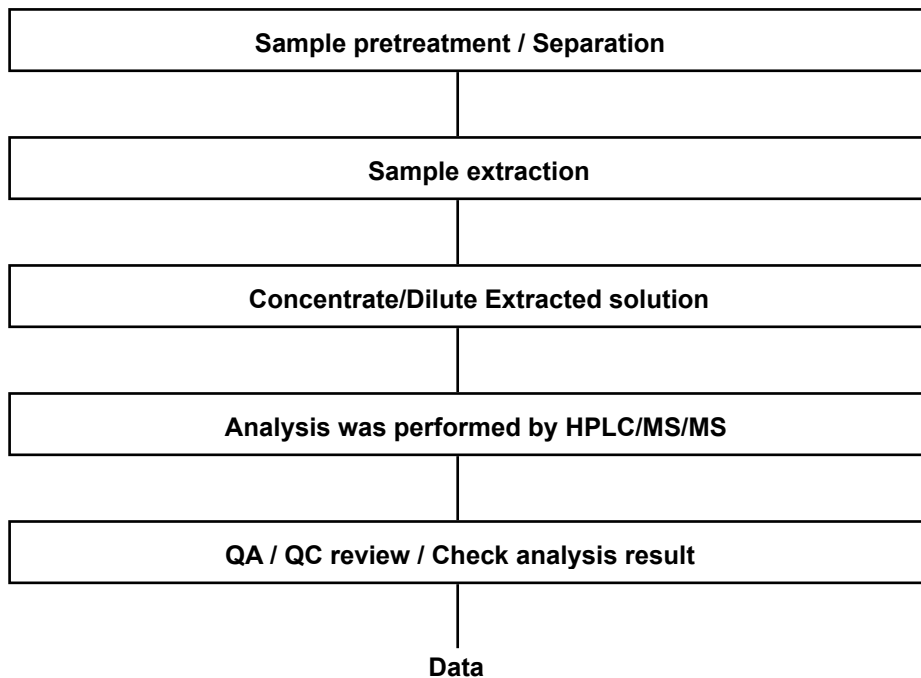 Sample pretreatment / Separation
Sample extraction
Concentrate/Dilute Extracted solution
Analysis was performed by HPLC/MS/MS
QA / QC review / Check analysis result
Data